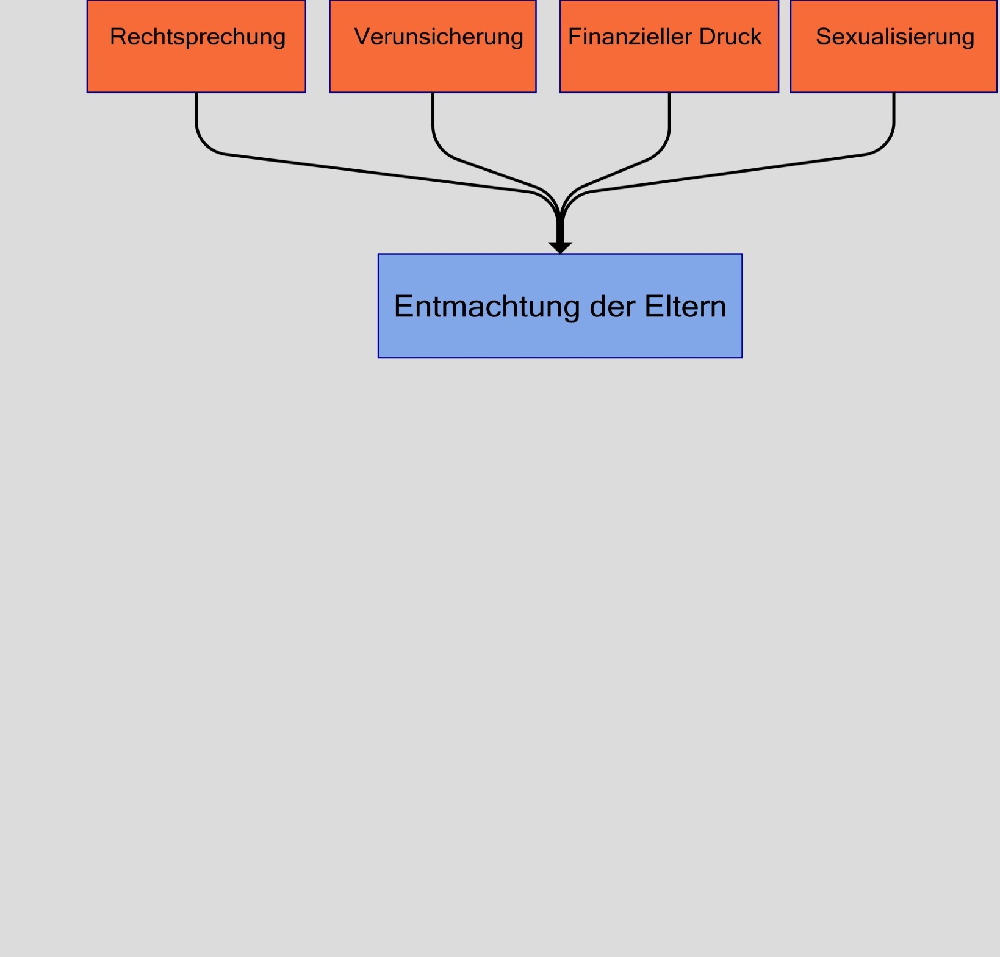 Rechtsprechung
Verunsicherung
Finanzieller Druck
Sexualisierung
Entmachtung der Eltern